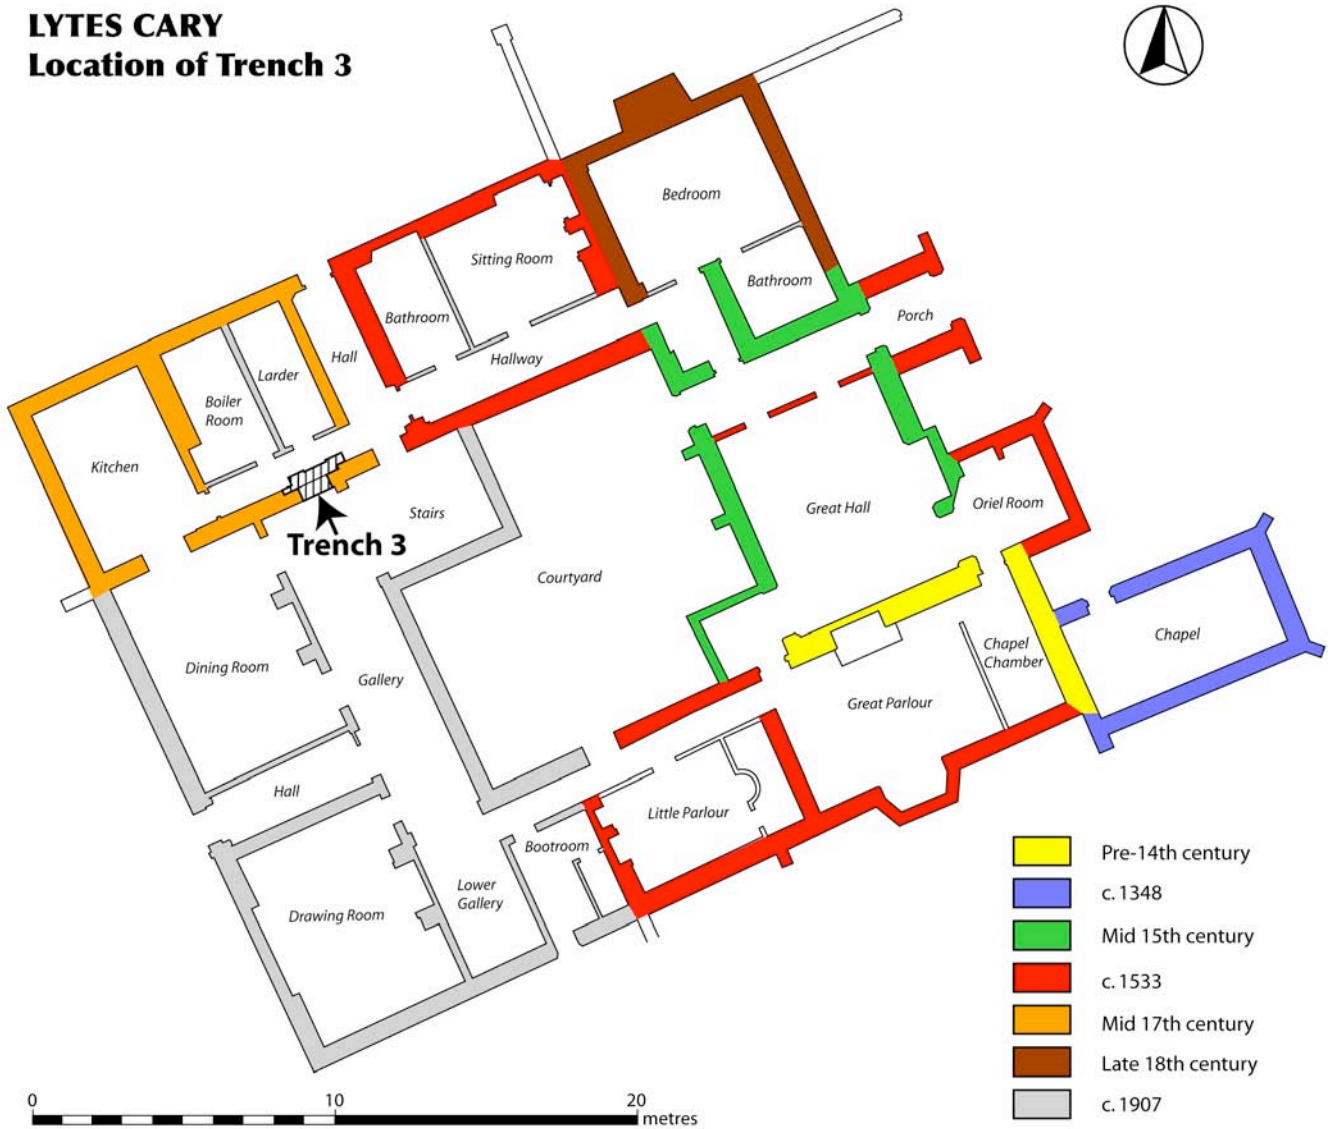 LYTES CARY
Location of Trench 3
Bedroom
Sitting Room
Bathroom
Bathroom
Porch
Hall
Hallway
Larder
Boiler
Room
Kitchen
Stairs
Trench 3
Great Hall
Oriel Room
Courtyard
Chapel
Chapel
Chamber
Dining Room
Gallery
Great Parlour
Hall
Little Parlour
Bootroom
Lower
Gallery
Drawing Room
Pre-14th century
c.1348
Mid 15th century
c.1533
Mid 17th century
Late 18th century
c.1907
0 10 20
metres